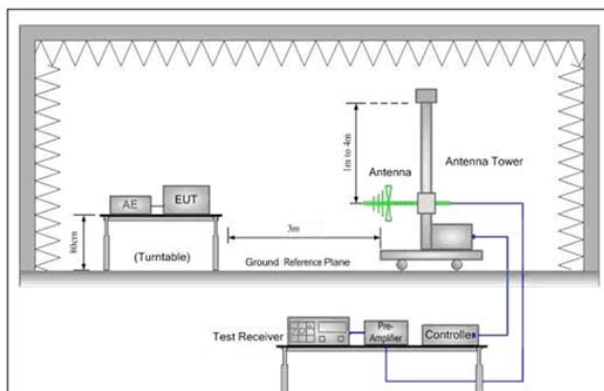 1m to 4m
Antenna
Antenna Tower
AE
EUT
80cm
(Turntable)
3m
Ground Reference Plane
Test Receiver
Pre-
Amplifier
Controller